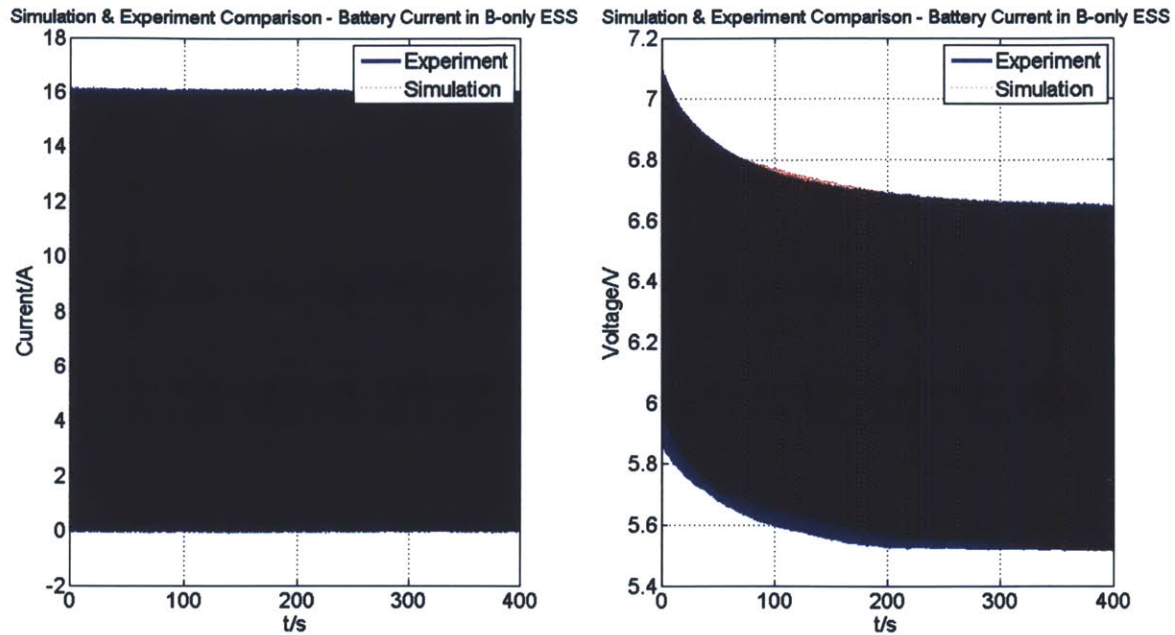 Simulation & Experiment Comparison - Battery Current in B-only ESS
18
16
14
12
10
8
6
4
2
0
-2
Current/A
Experiment
Simulation
0 100 200 300 400
t/s
Simulation & Experiment Comparison - Battery Current in B-only ESS
7.2
7
6.8
6.6
6.4
6.2
6
5.8
5.6
5.4
Voltage/V
Experiment
Simulation
0 100 200 300 400
t/s